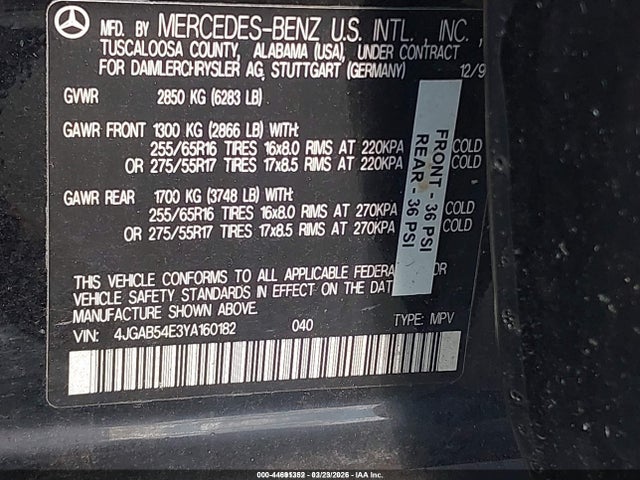 MFD. BY MERCEDES-BENZ U.S. INTL., INC.,
TUSCALOOSA COUNTY, ALABAMA (USA), UNDER CONTRACT
FOR DAIMLERCHRYSLER AG, STUTTGART (GERMANY) 12/9
GVWR 2850 KG (6283 LB)
GAWR FRONT 1300 KG (2866 LB) WITH:
255/65R16 TIRES 16x8.0 RIMS AT 220KPA COLD
OR 275/55R17 TIRES 17x8.5 RIMS AT 220KPA COLD
GAWR REAR 1700 KG (3748 LB) WITH:
255/65R16 TIRES 16x8.0 RIMS AT 270KPA COLD
OR 275/55R17 TIRES 17x8.5 RIMS AT 270KPA COLD
FRONT - 36 PSI
REAR - 36 PSI
THIS VEHICLE CONFORMS TO ALL APPLICABLE FEDERAL OR
VEHICLE SAFETY STANDARDS IN EFFECT ON THE DATE
MANUFACTURE SHOWN ABOVE.
VIN: 4JGAB54E3YA160182 040 TYPE: MPV
000-44691352 / 03/23/2026 / IAA Inc.